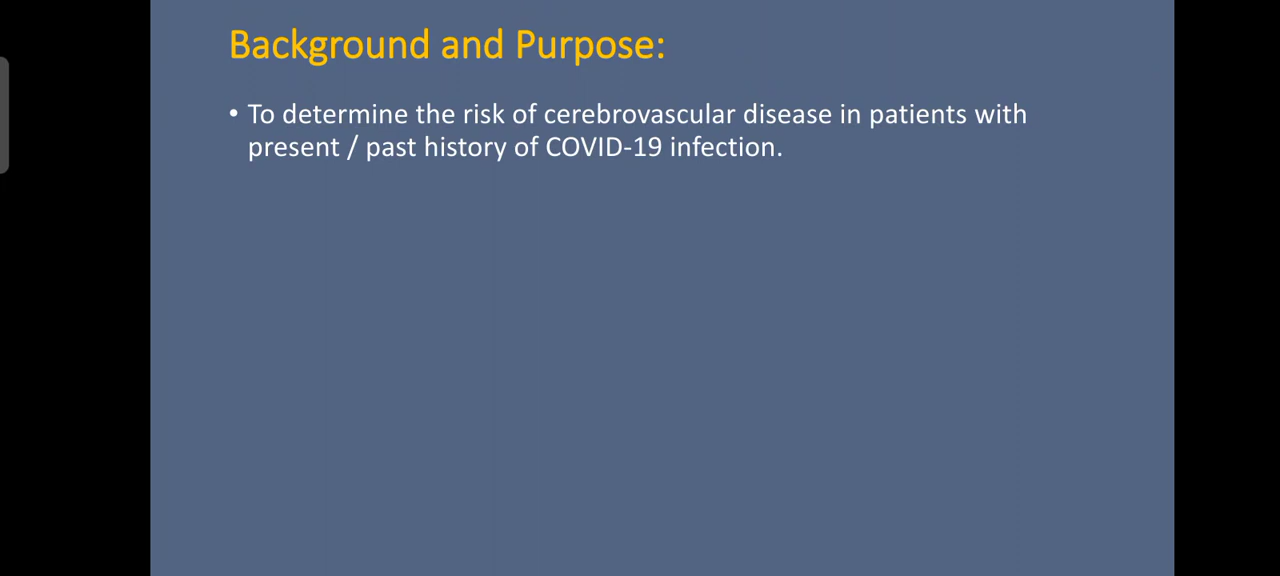 Background and Purpose:
• To determine the risk of cerebrovascular disease in patients with
present / past history of COVID-19 infection.